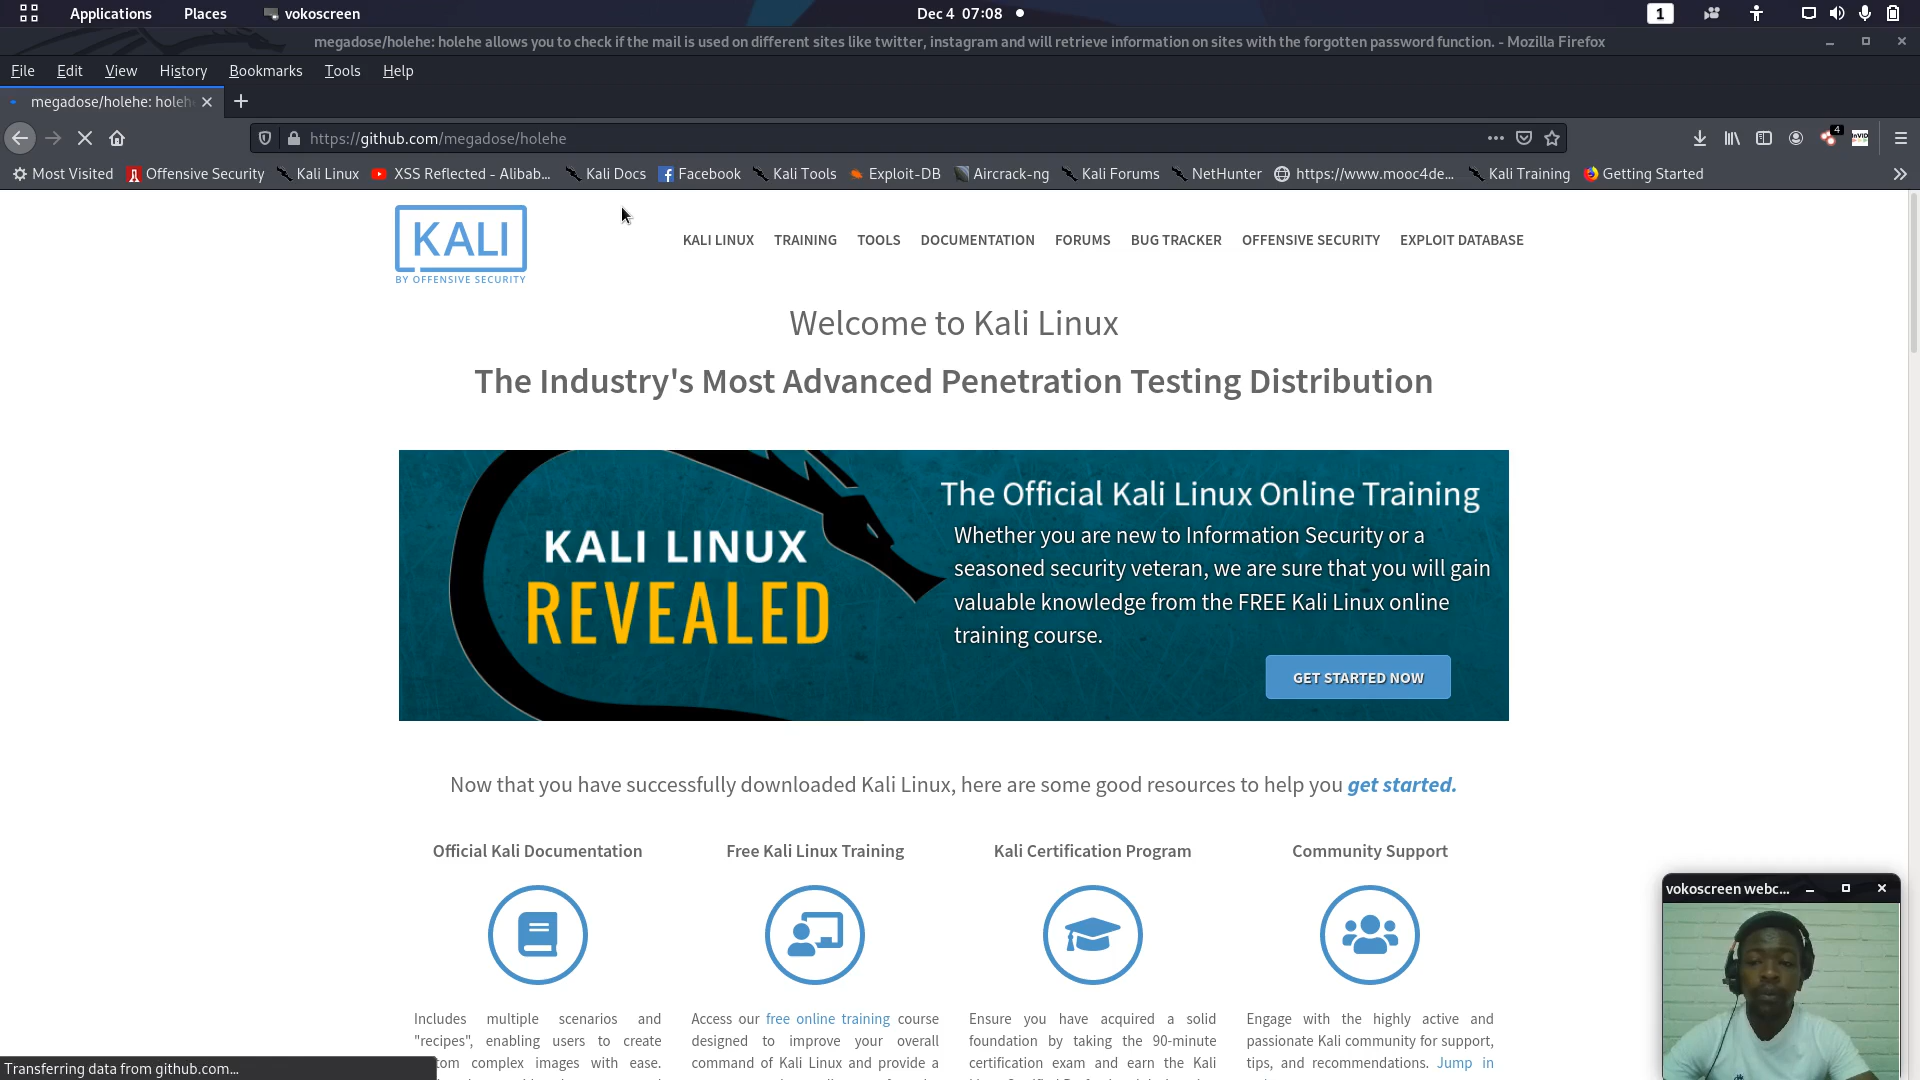 Applications Places vokoscreen Dec 4 07:08 1
megadose/holehe: holehe allows you to check if the mail is used on different sites like twitter, instagram and will retrieve information on sites with the forgotten password function. - Mozilla Firefox
File Edit View History Bookmarks Tools Help
megadose/holehe: holeh
https://github.com/megadose/holehe
4
Most Visited Offensive Security Kali Linux XSS Reflected - Alibab... Kali Docs Facebook Kali Tools Exploit-DB Aircrack-ng Kali Forums NetHunter https://www.mooc4de... Kali Training Getting Started
KALI
BY OFFENSIVE SECURITY
KALI LINUX TRAINING TOOLS DOCUMENTATION FORUMS BUG TRACKER OFFENSIVE SECURITY EXPLOIT DATABASE
Welcome to Kali Linux
The Industry's Most Advanced Penetration Testing Distribution
KALI LINUX
REVEALED
The Official Kali Linux Online Training
Whether you are new to Information Security or a
seasoned security veteran, we are sure that you will gain
valuable knowledge from the FREE Kali Linux online
training course.
GET STARTED NOW
Now that you have successfully downloaded Kali Linux, here are some good resources to help you get started.
Official Kali Documentation
Includes multiple scenarios and
"recipes", enabling users to create
tom complex images with ease.
Free Kali Linux Training
Access our free online training course
designed to improve your overall
command of Kali Linux and provide a
Kali Certification Program
Ensure you have acquired a solid
foundation by taking the 90-minute
certification exam and earn the Kali
Community Support
Engage with the highly active and
passionate Kali community for support,
tips, and recommendations. Jump in
vokoscreen webc...
Transferring data from github.com...